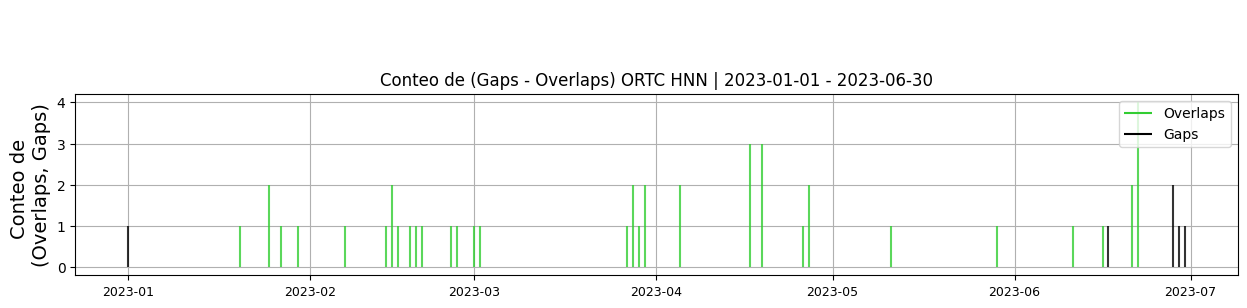 Conteo de (Gaps - Overlaps) ORTC HNN | 2023-01-01 - 2023-06-30
Conteo de
(Overlaps, Gaps)
4
3
2
1
0
Overlaps
Gaps
2023-01 2023-02 2023-03 2023-04 2023-05 2023-06 2023-07